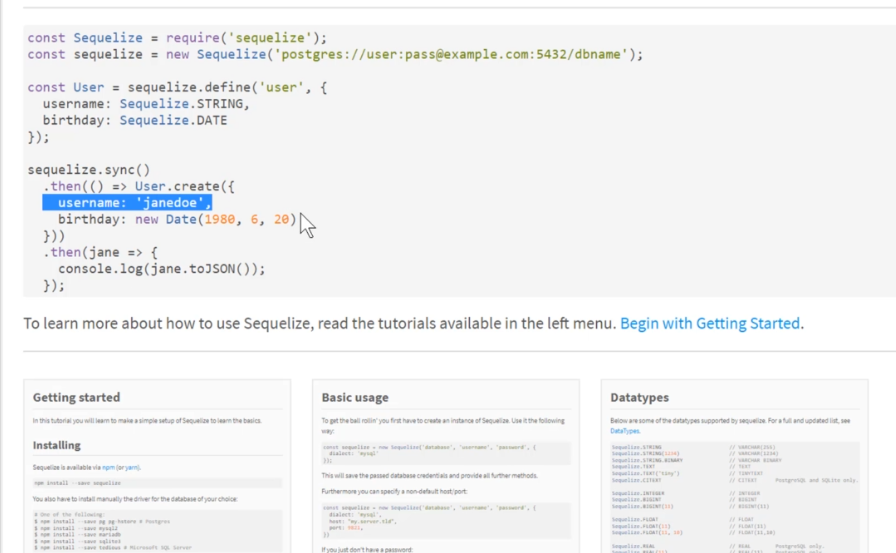 const Sequelize = require('sequelize');
const sequelize = new Sequelize('postgres://user:pass@example.com:5432/dbname');
const User = sequelize.define('user', {
username: Sequelize.STRING,
birthday: Sequelize.DATE
});
sequelize.sync()
.then(() => User.create({
username: 'janedoe',
birthday: new Date(1980, 6, 20)
}))
.then(jane => {
console.log(jane.toJSON());
});
To learn more about how to use Sequelize, read the tutorials available in the left menu. Begin with Getting Started.
Getting started
In this tutorial you will learn to make a simple setup of Sequelize to learn the basics.
Installing
Sequelize is available via npm (or yarn).
npm install --save sequelize
You also have to install manually the driver for the database of your choice:
# One of the following:
$ npm install --save pg pg-hstore # Postgres
$ npm install --save mysql2
$ npm install --save mariadb
$ npm install --save sqlite3
$ npm install --save tedious # Microsoft SQL Server
Basic usage
To get the ball rollin' you first have to create an instance of Sequelize. Use it the following
way:
const sequelize = new Sequelize('database', 'username', 'password', {
dialect: 'mysql'
});
This will save the passed database credentials and provide all further methods.
Furthermore you can specify a non-default host/port:
const sequelize = new Sequelize('database', 'username', 'password', {
dialect: 'mysql',
host: "my.server.tld",
port: 9821,
})
If you just don't have a password:
Datatypes
Below are some of the datatypes supported by sequelize. For a full and updated list, see
DataTypes.
Sequelize.STRING // VARCHAR(255)
Sequelize.STRING(1234) // VARCHAR(1234)
Sequelize.STRING.BINARY // VARCHAR BINARY
Sequelize.TEXT // TEXT
Sequelize.TEXT('tiny') // TINYTEXT
Sequelize.CITEXT // CITEXT PostgreSQL and SQLite only.
Sequelize.INTEGER // INTEGER
Sequelize.BIGINT // BIGINT
Sequelize.BIGINT(11) // BIGINT(11)
Sequelize.FLOAT // FLOAT
Sequelize.FLOAT(11) // FLOAT(11)
Sequelize.FLOAT(11, 10) // FLOAT(11,10)
Sequelize.REAL // REAL PostgreSQL only.